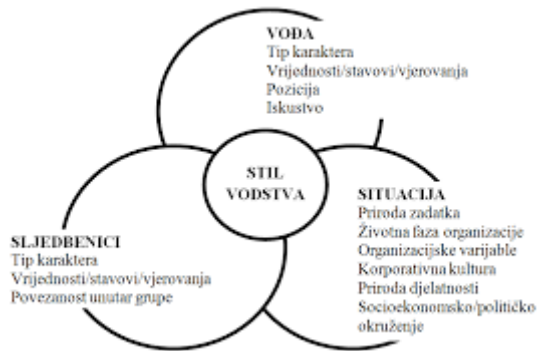 VOĐA
Tip karaktera
Vrijednosti/stavovi/vjerovanja
Pozicija
Iskustvo
STIL
VODSTVA
SLJEDBENICI
Tip karaktera
Vrijednosti/stavovi/vjerovanja
Povezanost unutar grupe
SITUACIJA
Priroda zadatka
Životna faza organizacije
Organizacijske varijable
Korporativna kultura
Priroda djelatnosti
Socioekonomsko/političko
okruženje